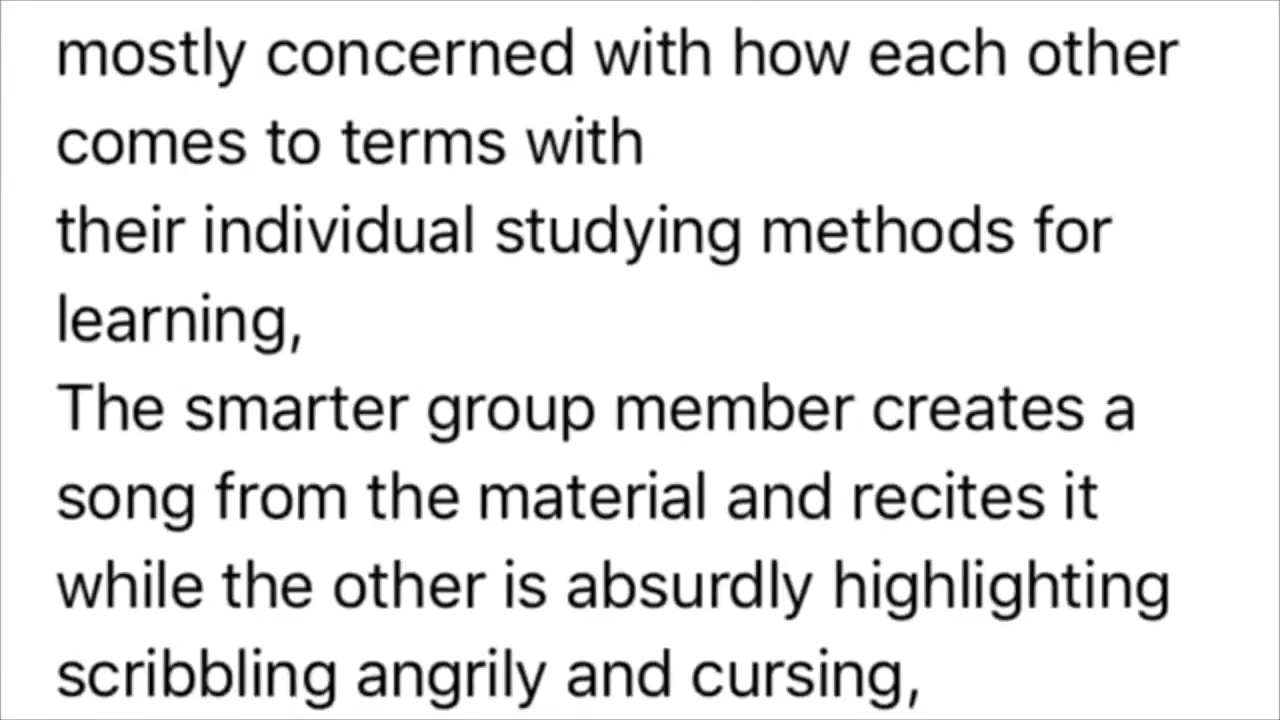 mostly concerned with how each other
comes to terms with
their individual studying methods for
learning,
The smarter group member creates a
song from the material and recites it
while the other is absurdly highlighting
scribbling angrily and cursing,